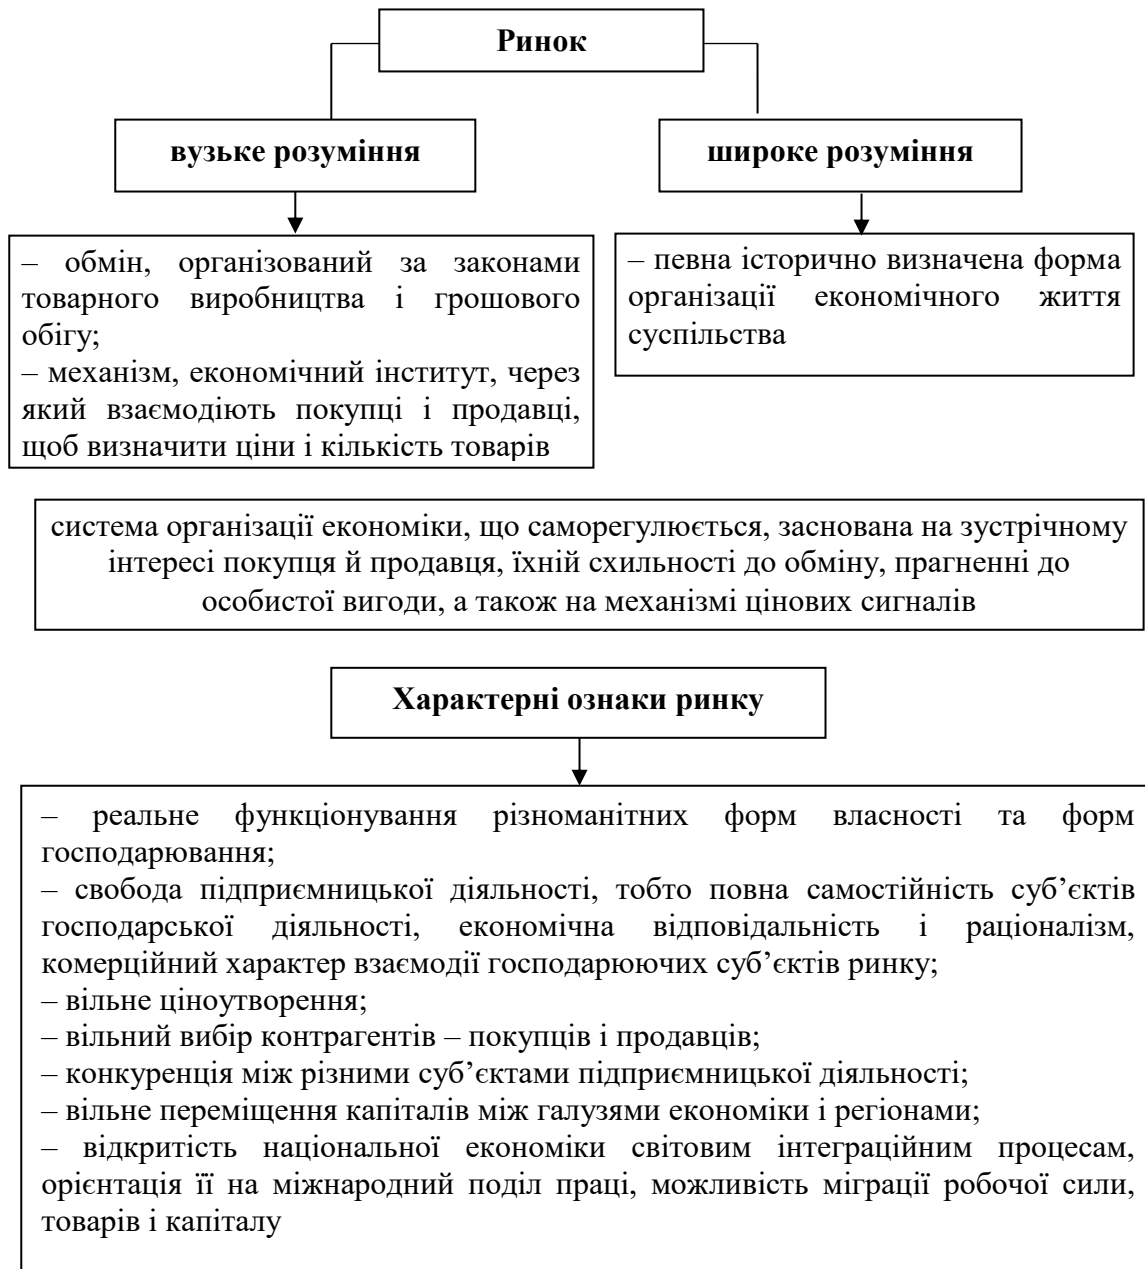 Ринок
вузьке розуміння
широке розуміння
– обмін, організований за законами
товарного виробництва і грошового
обігу;
– механізм, економічний інститут, через
який взаємодіють покупці і продавці,
щоб визначити ціни і кількість товарів
– певна історично визначена форма
організації економічного життя
суспільства
система організації економіки, що саморегулюється, заснована на зустрічному
інтересі покупця й продавця, їхній схильності до обміну, прагненні до
особистої вигоди, а також на механізмі цінових сигналів
Характерні ознаки ринку
– реальне функціонування різноманітних форм власності та форм
господарювання;
– свобода підприємницької діяльності, тобто повна самостійність суб’єктів
господарської діяльності, економічна відповідальність і раціоналізм,
комерційний характер взаємодії господарюючих суб’єктів ринку;
– вільне ціноутворення;
– вільний вибір контрагентів – покупців і продавців;
– конкуренція між різними суб’єктами підприємницької діяльності;
– вільне переміщення капіталів між галузями економіки і регіонами;
– відкритість національної економіки світовим інтеграційним процесам,
орієнтація її на міжнародний поділ праці, можливість міграції робочої сили,
товарів і капіталу